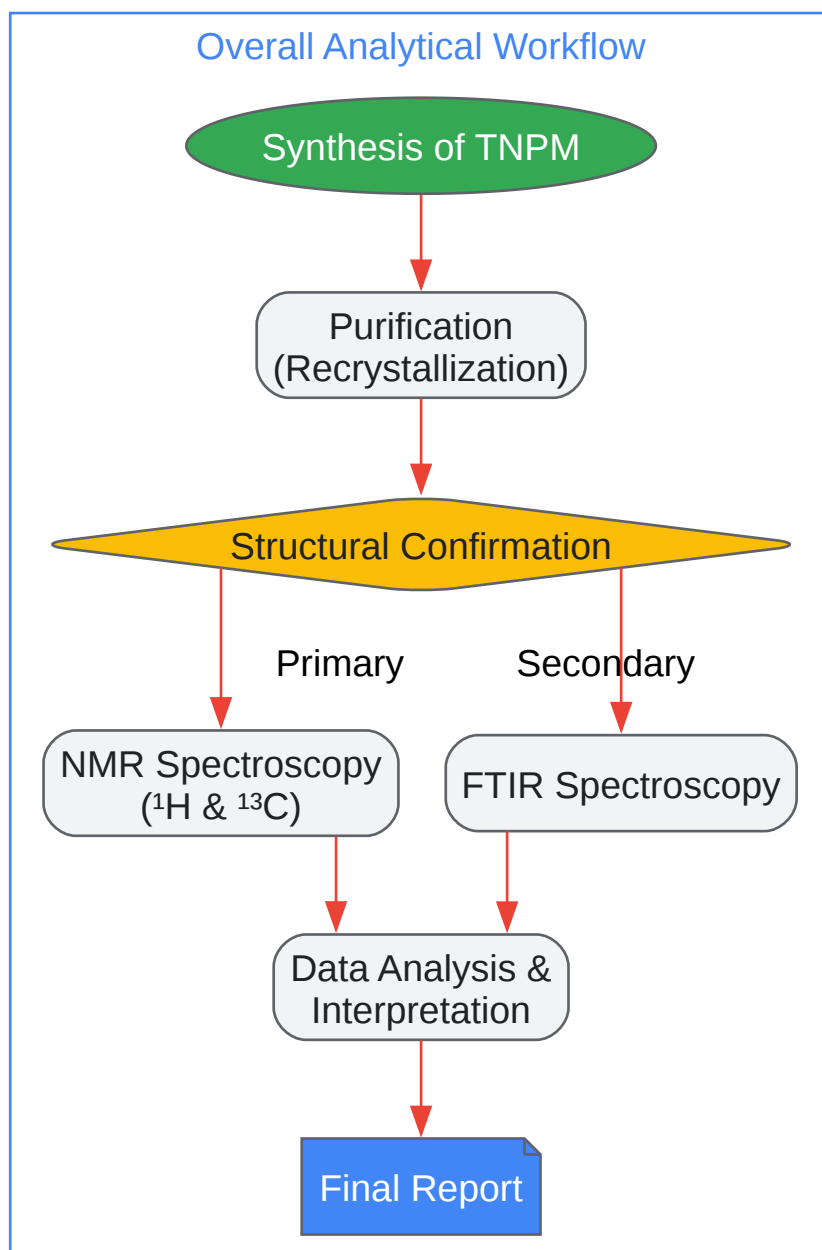 Overall Analytical Workflow
Synthesis of TNPM
Purification
(Recrystallization)
Structural Confirmation
Primary
Secondary
NMR Spectroscopy
(¹H & ¹³C)
FTIR Spectroscopy
Data Analysis &
Interpretation
Final Report